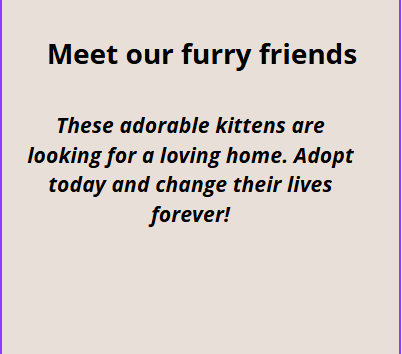 Meet our furry friends
These adorable kittens are
looking for a loving home. Adopt
today and change their lives
forever!